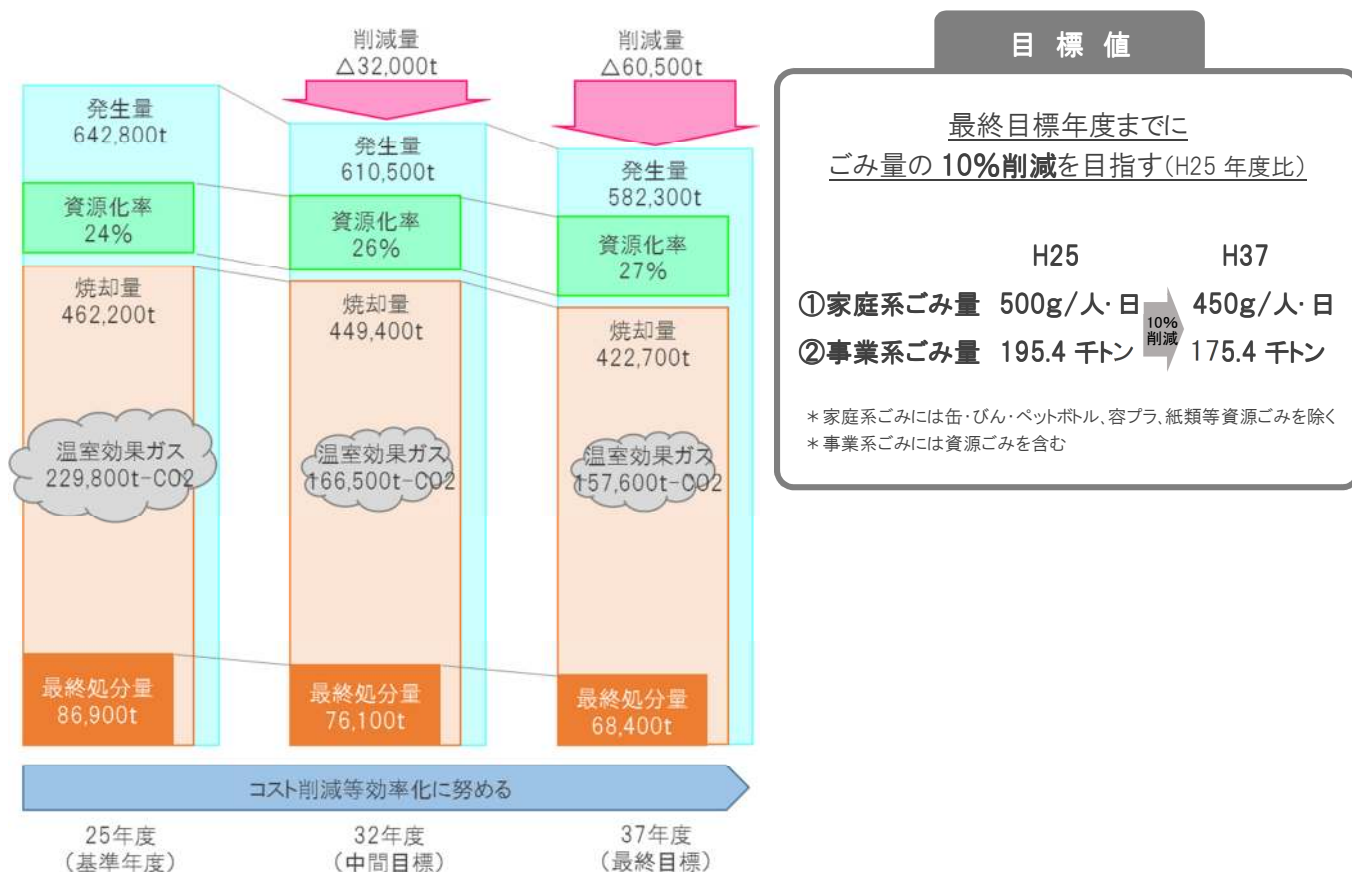 削減量
△32,000t
削減量
△60,500t
発生量
642,800t
発生量
610,500t
発生量
582,300t
資源化率
24%
資源化率
26%
資源化率
27%
焼却量
462,200t
焼却量
449,400t
焼却量
422,700t
温室効果ガス
229,800t-CO2
温室効果ガス
166,500t-CO2
温室効果ガス
157,600t-CO2
最終処分量
86,900t
最終処分量
76,100t
最終処分量
68,400t
コスト削減等効率化に努める
25年度
(基準年度)
32年度
(中間目標)
37年度
(最終目標)
目 標 値
最終目標年度までに
ごみ量の 10%削減を目指す(H25 年度比)
H25 H37
①家庭系ごみ量 500g/人・日 450g/人・日
10%
削減
②事業系ごみ量 195.4 千トン 175.4 千トン
*家庭系ごみには缶・びん・ペットボトル、容プラ、紙類等資源ごみを除く
*事業系ごみには資源ごみを含む